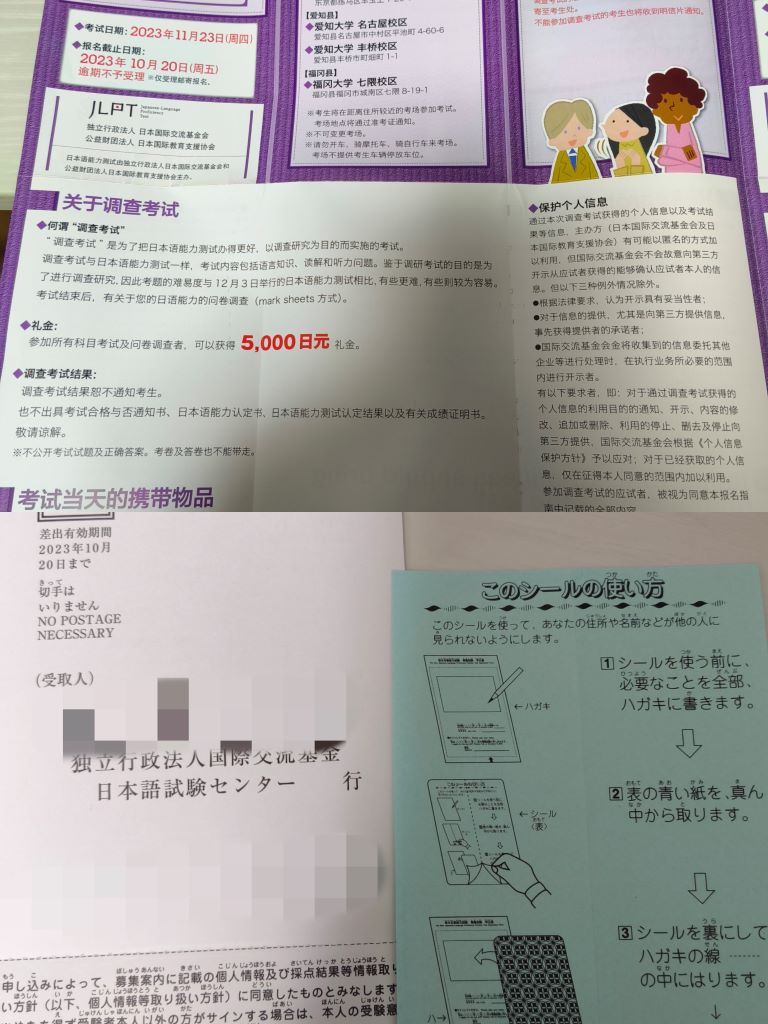 ◆考试日期:
2023年11月23日(周四)
◆报名截止日期:
2023年10月20日(周五)
逾期不予受理 ※仅受理邮寄报名。
JLPT Japanese-Language Proficiency Test
独立行政法人 日本国际交流基金会
公益财团法人 日本国际教育支援协会
日本语能力测试由独立行政法人日本国际交流基金会和
公益财团法人日本国际教育支援协会主办。
【爱知县】
◆爱知大学 名古屋校区
爱知县名古屋市中村区平池町 4-60-6
◆爱知大学 丰桥校区
爱知县丰桥市町畑町 1-1
【福冈县】
◆福冈大学 七隈校区
福冈县福冈市城南区七隈 8-19-1
※考生将在距离住所较近的考场参加考试。
考场地点将通过准考证通知。
※不可变更考场。
※请勿开车、骑摩托车、骑自行车来考场。
考场不提供考生车辆停放车位。
寄至考生处。
不能参加调查考试的考生也将收到明信片通知。
关于调查考试
◆何谓“调查考试”
“调查考试”是为了把日本语能力测试办得更好，以调查研究为目的而实施的考试。
调查考试与日本语能力测试一样，考试内容包括语言知识、读解和听力问题。鉴于调研考试的目的是为
了进行调查研究，因此考题的难易度与12月3日举行的日本语能力测试相比，有些更难，有些则较为容易。
考试结束后，有关于您的日语能力的问卷调查（mark sheets 方式）。
◆礼金：
参加所有科目考试及问卷调查者，可以获得 5,000日元 礼金。
◆调查考试结果：
调查考试结果恕不通知考生。
也不出具考试合格与否通知书、日本语能力认定书、日本语能力测试认定结果以及有关成绩证明书。
敬请谅解。
※不公开考试试题及正确答案。考卷及答卷也不能带走。
考试当天的携带物品
◆保护个人信息
通过本次调查考试获得的个人信息以及考试结
果等信息，主办方（日本国际交流基金会及日
本国际教育支援协会）有可能以匿名的方式加
以利用，但国际交流基金会不会故意向第三方
开示从应试者获得的能够确认应试者本人的信
息。但以下三种例外情况除外。
●根据法律要求，认为开示具有妥当性者；
●对于信息的提供，尤其是向第三方提供信息，
事先获得提供者的承诺者；
●国际交流基金会将收集到的信息委托其他
企业等进行处理时，在执行业务所必要的范围
内进行开示者。
有以下要求者，即：对于通过调查考试获得的
个人信息的利用目的的通知、开示、内容的修
改、追加或删除、利用的停止、删去及停止向
第三方提供，国际交流基金会根据《个人信息
保护方针》予以应对；对于已经获取的个人信
息，仅在征得本人同意的范围内加以利用。
参加调查考试的应试者，被视为同意本报名指
南中记载的全部内容。
差出有効期間
2023年10月
20日まで
切手は
いりません
NO POSTAGE
NECESSARY
(受取人)
独立行政法人国際交流基金
日本語試験センター 行
申し込みによって、募集案内に記載の個人情報及び採点結果等情報取り
い方針（以下、個人情報等取り扱い方針）に同意したものとみなします
を得ず受験者本人以外の方がサインする場合は、本人の受験意
このシールの使い方
このシールを使って、あなたの住所や名前などが他の人に
見られないようにします。
←ハガキ
1 シールを使う前に、
必要なことを全部、
ハガキに書きます。
←シール
(表)
2 表の青い紙を、真ん
中から取ります。
3 シールを裏にして
ハガキの線 ………
の中にはります。